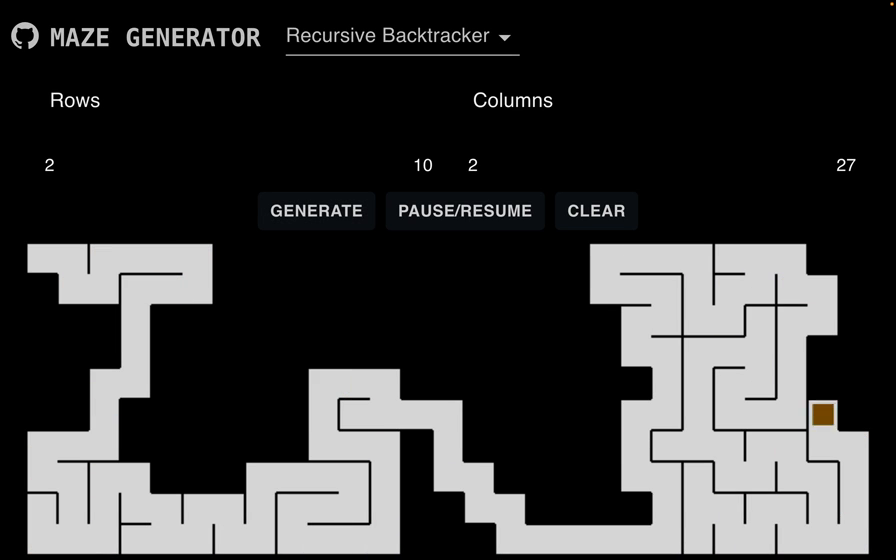 MAZE GENERATOR
Recursive Backtracker
Rows
Columns
2
10
2
27
GENERATE
PAUSE/RESUME
CLEAR